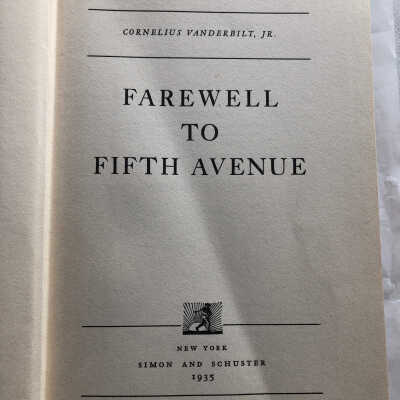 CORNELIUS VANDERBILT, JR.
FAREWELL
TO
FIFTH AVENUE
NEW YORK
SIMON AND SCHUSTER
1935